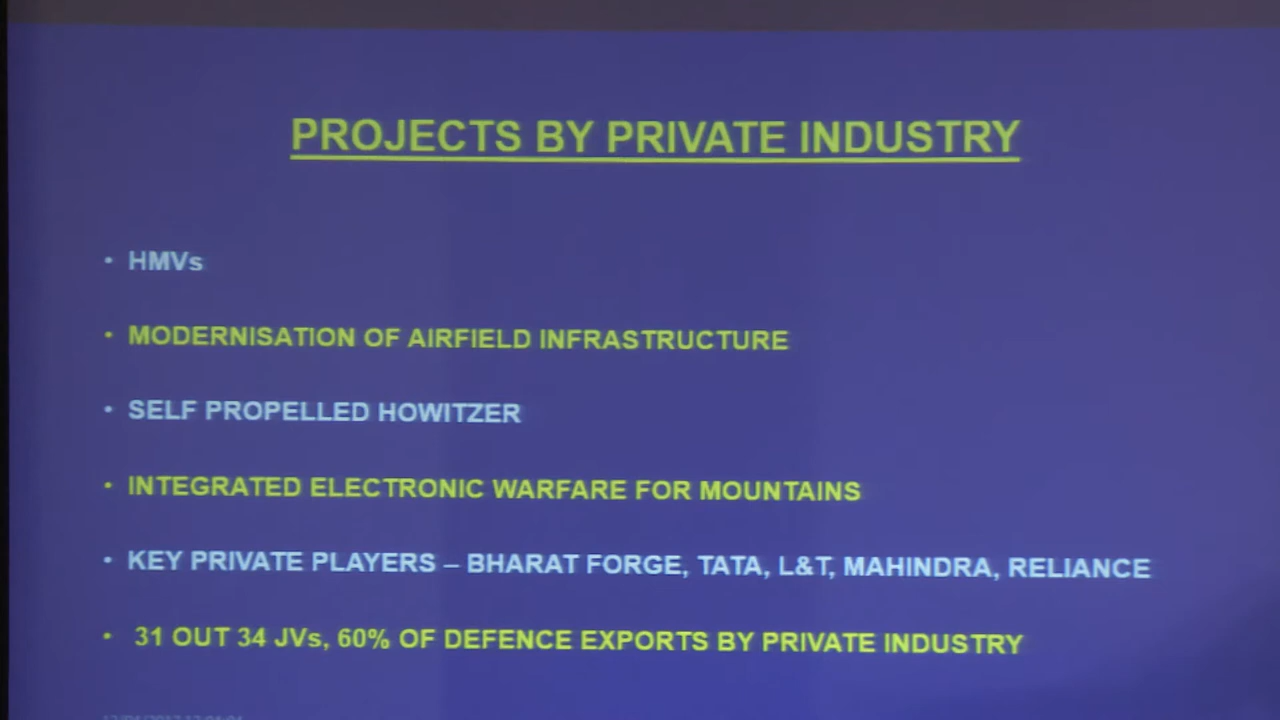 PROJECTS BY PRIVATE INDUSTRY
• HMVs
• MODERNISATION OF AIRFIELD INFRASTRUCTURE
• SELF PROPELLED HOWITZER
• INTEGRATED ELECTRONIC WARFARE FOR MOUNTAINS
• KEY PRIVATE PLAYERS – BHARAT FORGE, TATA, L&T, MAHINDRA, RELIANCE
• 31 OUT 34 JVs, 60% OF DEFENCE EXPORTS BY PRIVATE INDUSTRY